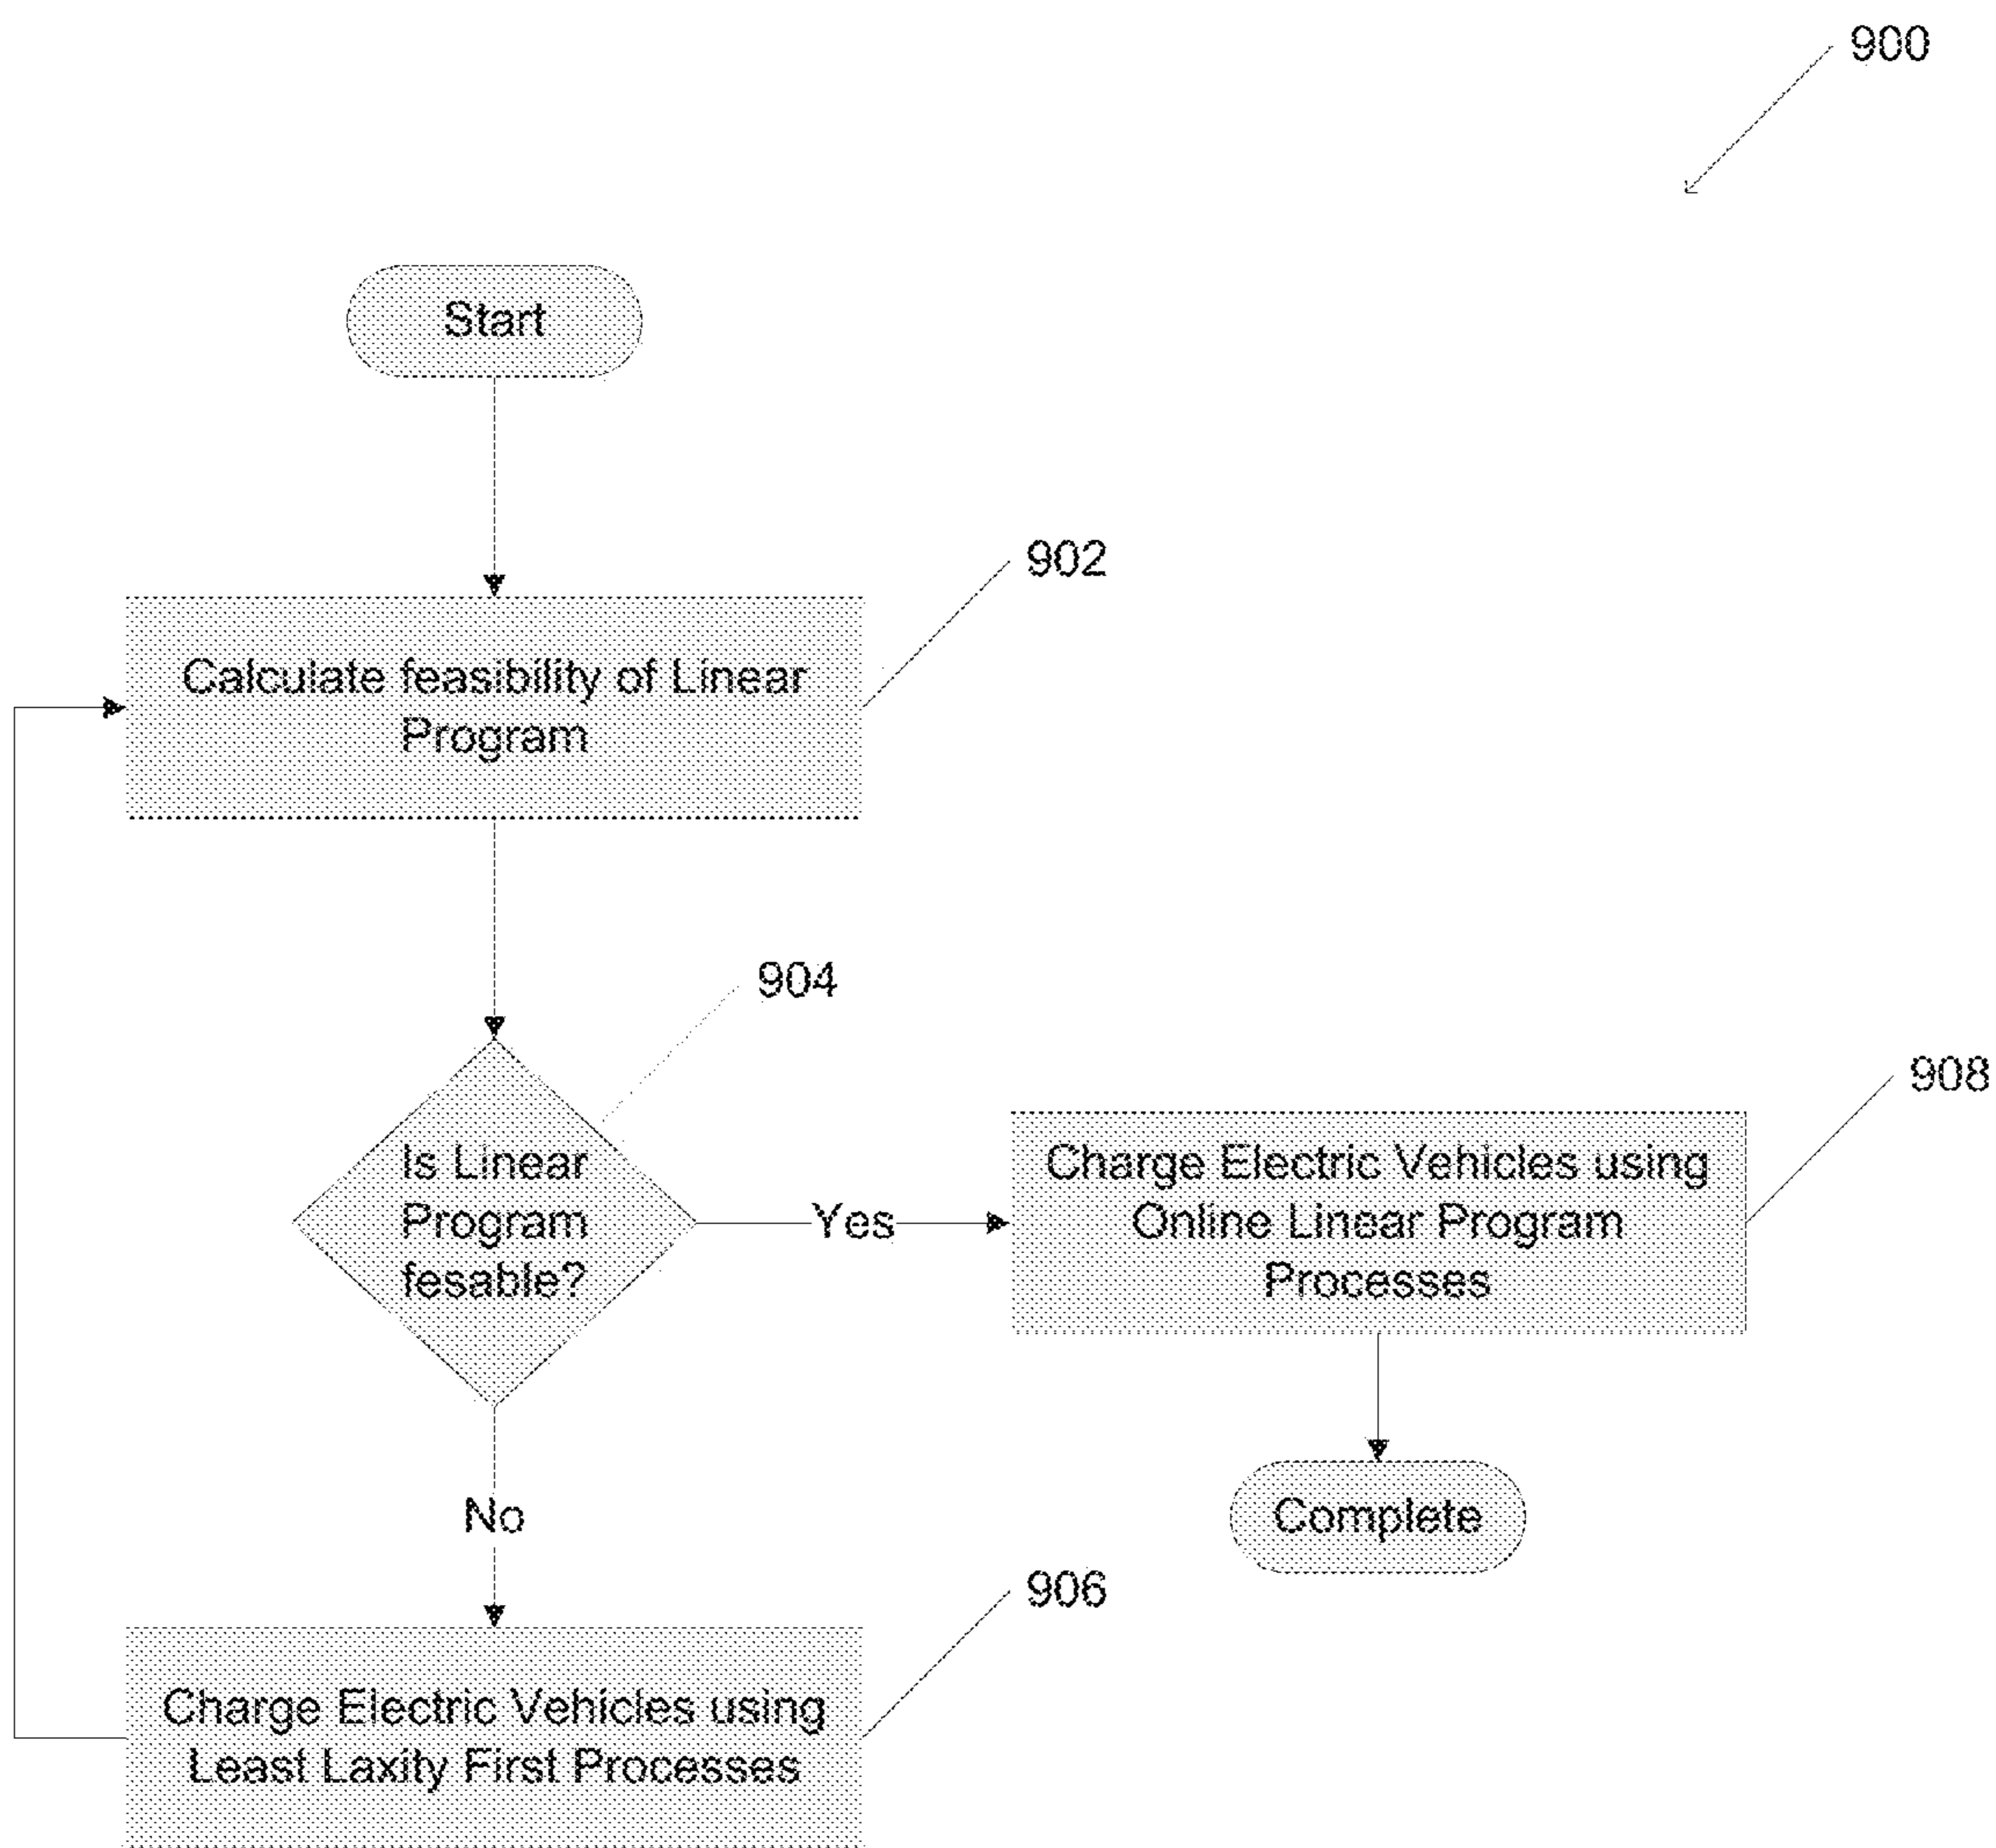 900
Start
902
Calculate feasibility of Linear
Program
904
Is Linear
Program
fesable?
Yes
908
Charge Electric Vehicles using
Online Linear Program
Processes
No
Complete
906
Charge Electric Vehicles using
Least Laxity First Processes